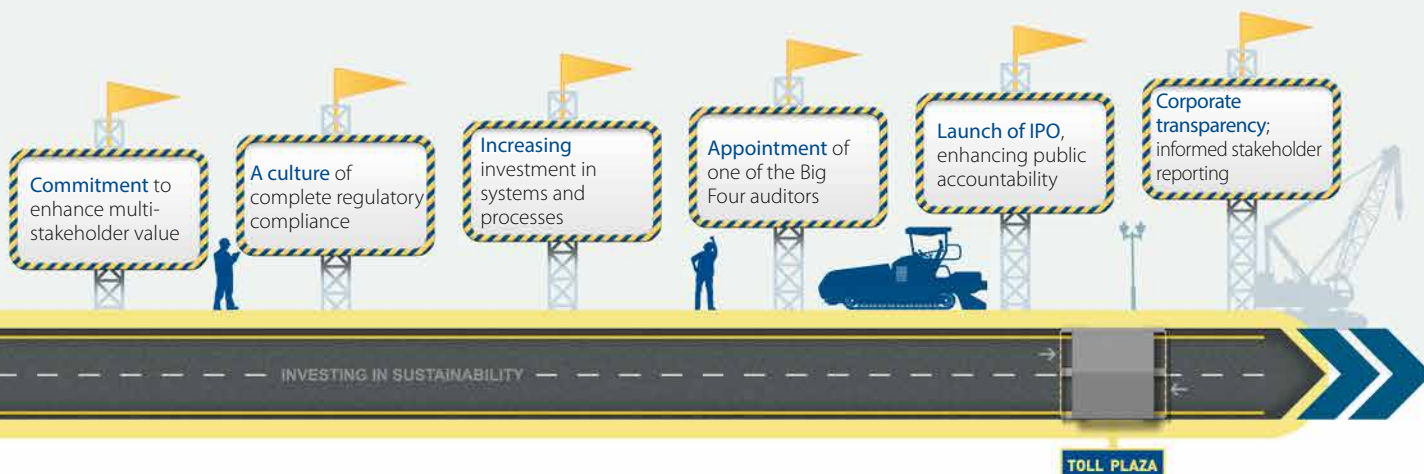 Commitment to
enhance multi-
stakeholder value
A culture of
complete regulatory
compliance
Increasing
investment in
systems and
processes
Appointment of
one of the Big
Four auditors
Launch of IPO,
enhancing public
accountability
Corporate
transparency;
informed stakeholder
reporting
INVESTING IN SUSTAINABILITY
TOLL PLAZA